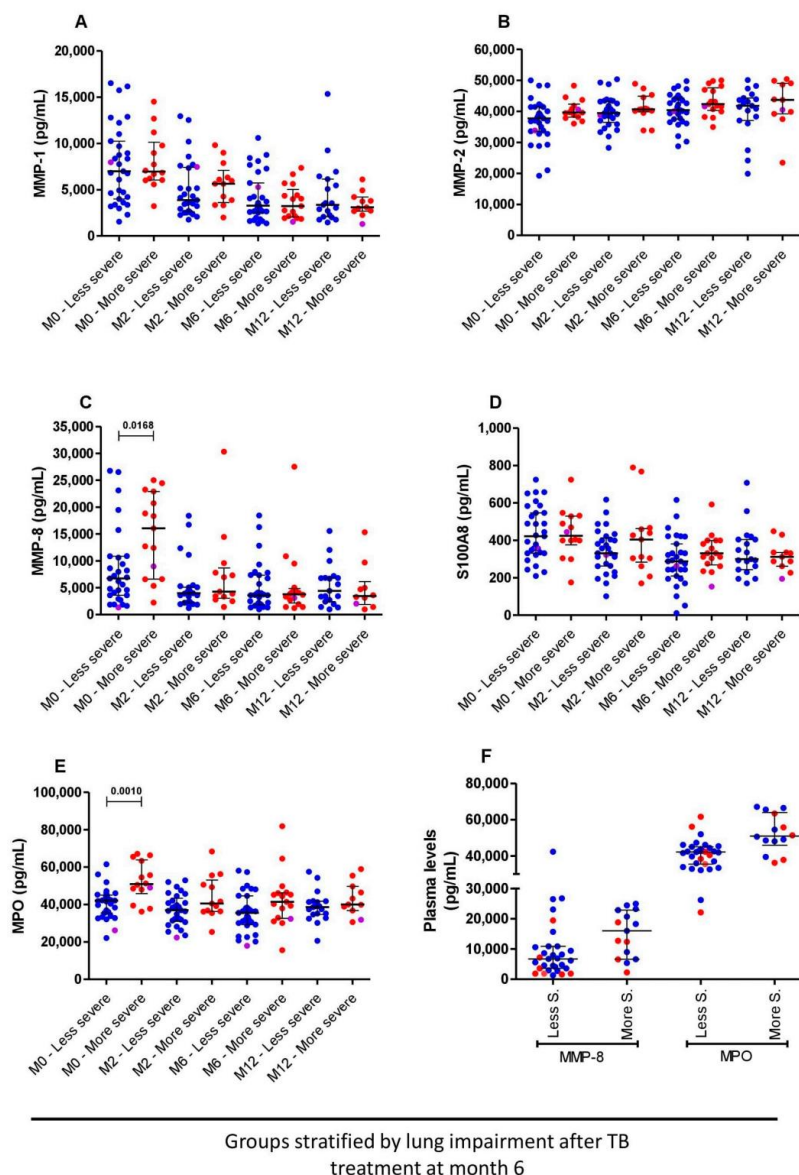 A
MMP-1 (pg/mL)
20,000
15,000
10,000
5,000
0
M0 - Less severe
M0 - More severe
M2 - Less severe
M2 - More severe
M6 - Less severe
M6 - More severe
M12 - Less severe
M12 - More severe
B
MMP-2 (pg/mL)
60,000
50,000
40,000
30,000
20,000
10,000
0
M0 - Less severe
M0 - More severe
M2 - Less severe
M2 - More severe
M6 - Less severe
M6 - More severe
M12 - Less severe
M12 - More severe
C
MMP-8 (pg/mL)
35,000
30,000
25,000
20,000
15,000
10,000
5,000
0
0.0168
M0 - Less severe
M0 - More severe
M2 - Less severe
M2 - More severe
M6 - Less severe
M6 - More severe
M12 - Less severe
M12 - More severe
D
S100A8 (pg/mL)
1,000
800
600
400
200
0
M0 - Less severe
M0 - More severe
M2 - Less severe
M2 - More severe
M6 - Less severe
M6 - More severe
M12 - Less severe
M12 - More severe
E
MPO (pg/mL)
100,000
80,000
60,000
40,000
20,000
0
0.0010
M0 - Less severe
M0 - More severe
M2 - Less severe
M2 - More severe
M6 - Less severe
M6 - More severe
M12 - Less severe
M12 - More severe
F
Plasma levels
(pg/mL)
80,000
60,000
40,000
30,000
20,000
10,000
0
Less S.
More S.
Less S.
More S.
MMP-8
MPO
Groups stratified by lung impairment after TB
treatment at month 6